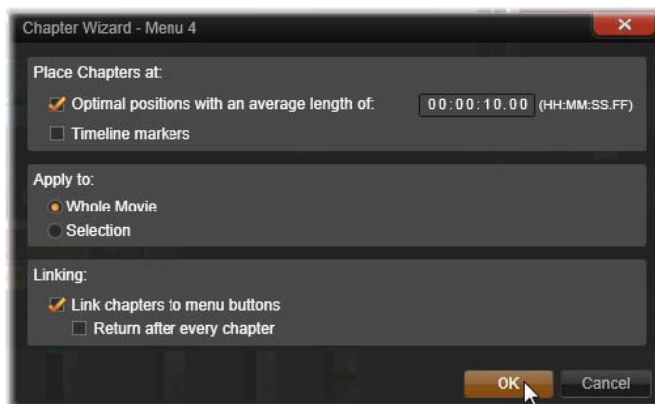 Chapter Wizard - Menu 4
Place Chapters at:
Optimal positions with an average length of: 00:00:10.00 (HH:MM:SS.FF)
Timeline markers
Apply to:
Whole Movie
Selection
Linking:
Link chapters to menu buttons
Return after every chapter
OK Cancel